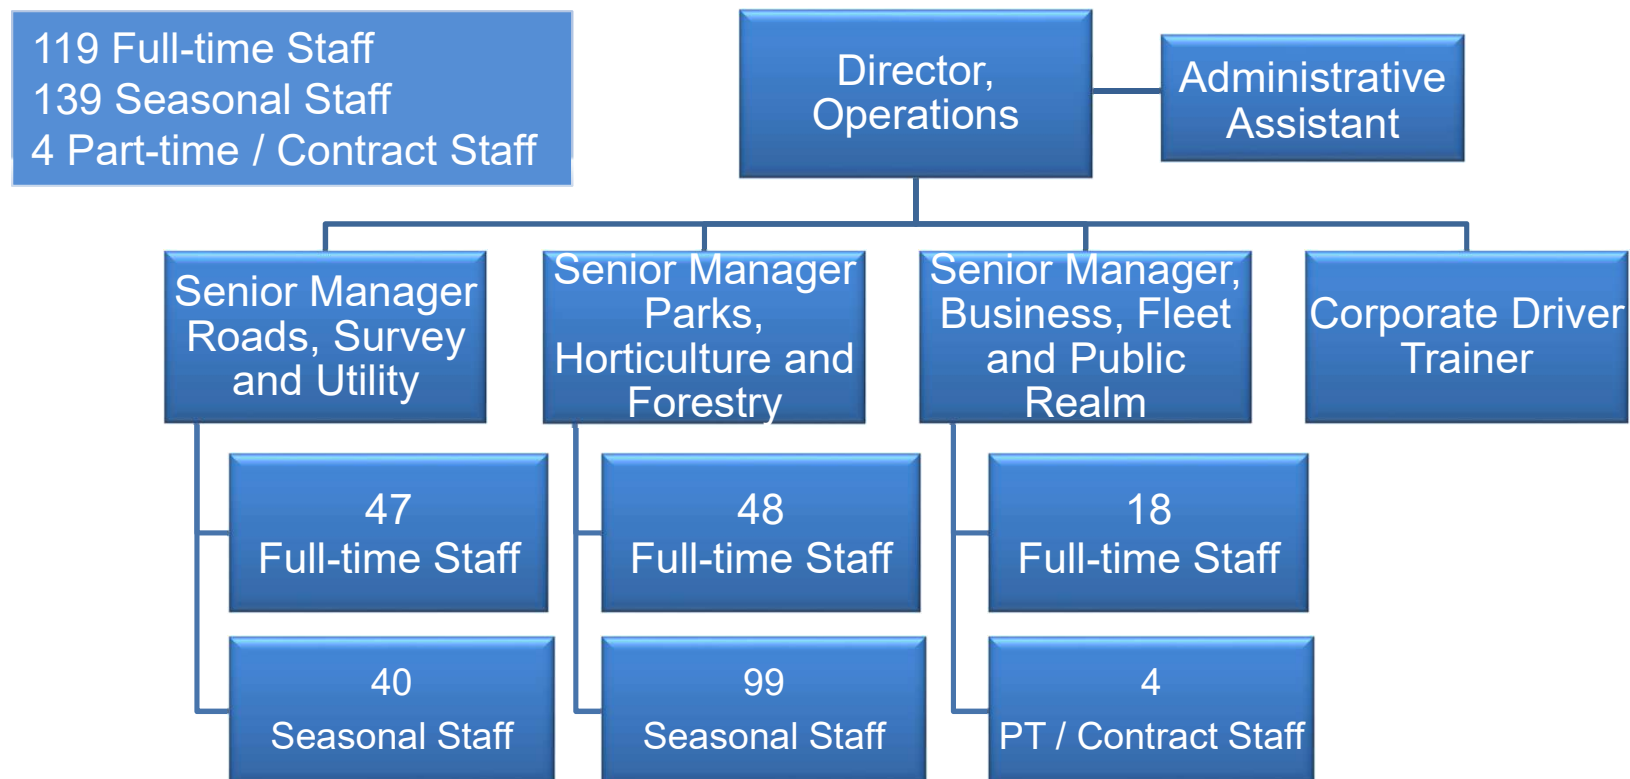 119 Full-time Staff
139 Seasonal Staff
4 Part-time / Contract Staff
Director,
Operations
Administrative
Assistant
Senior Manager
Roads, Survey
and Utility
Senior Manager
Parks,
Horticulture and
Forestry
Senior Manager,
Business, Fleet
and Public
Realm
Corporate Driver
Trainer
47
Full-time Staff
48
Full-time Staff
18
Full-time Staff
40
Seasonal Staff
99
Seasonal Staff
4
PT / Contract Staff